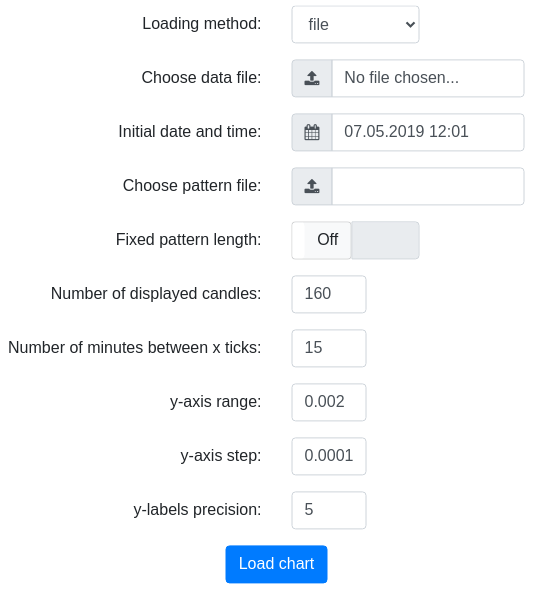 Loading method: file
Choose data file: No file chosen...
Initial date and time: 07.05.2019 12:01
Choose pattern file:
Fixed pattern length: Off
Number of displayed candles: 160
Number of minutes between x ticks: 15
y-axis range: 0.002
y-axis step: 0.0001
y-labels precision: 5
Load chart